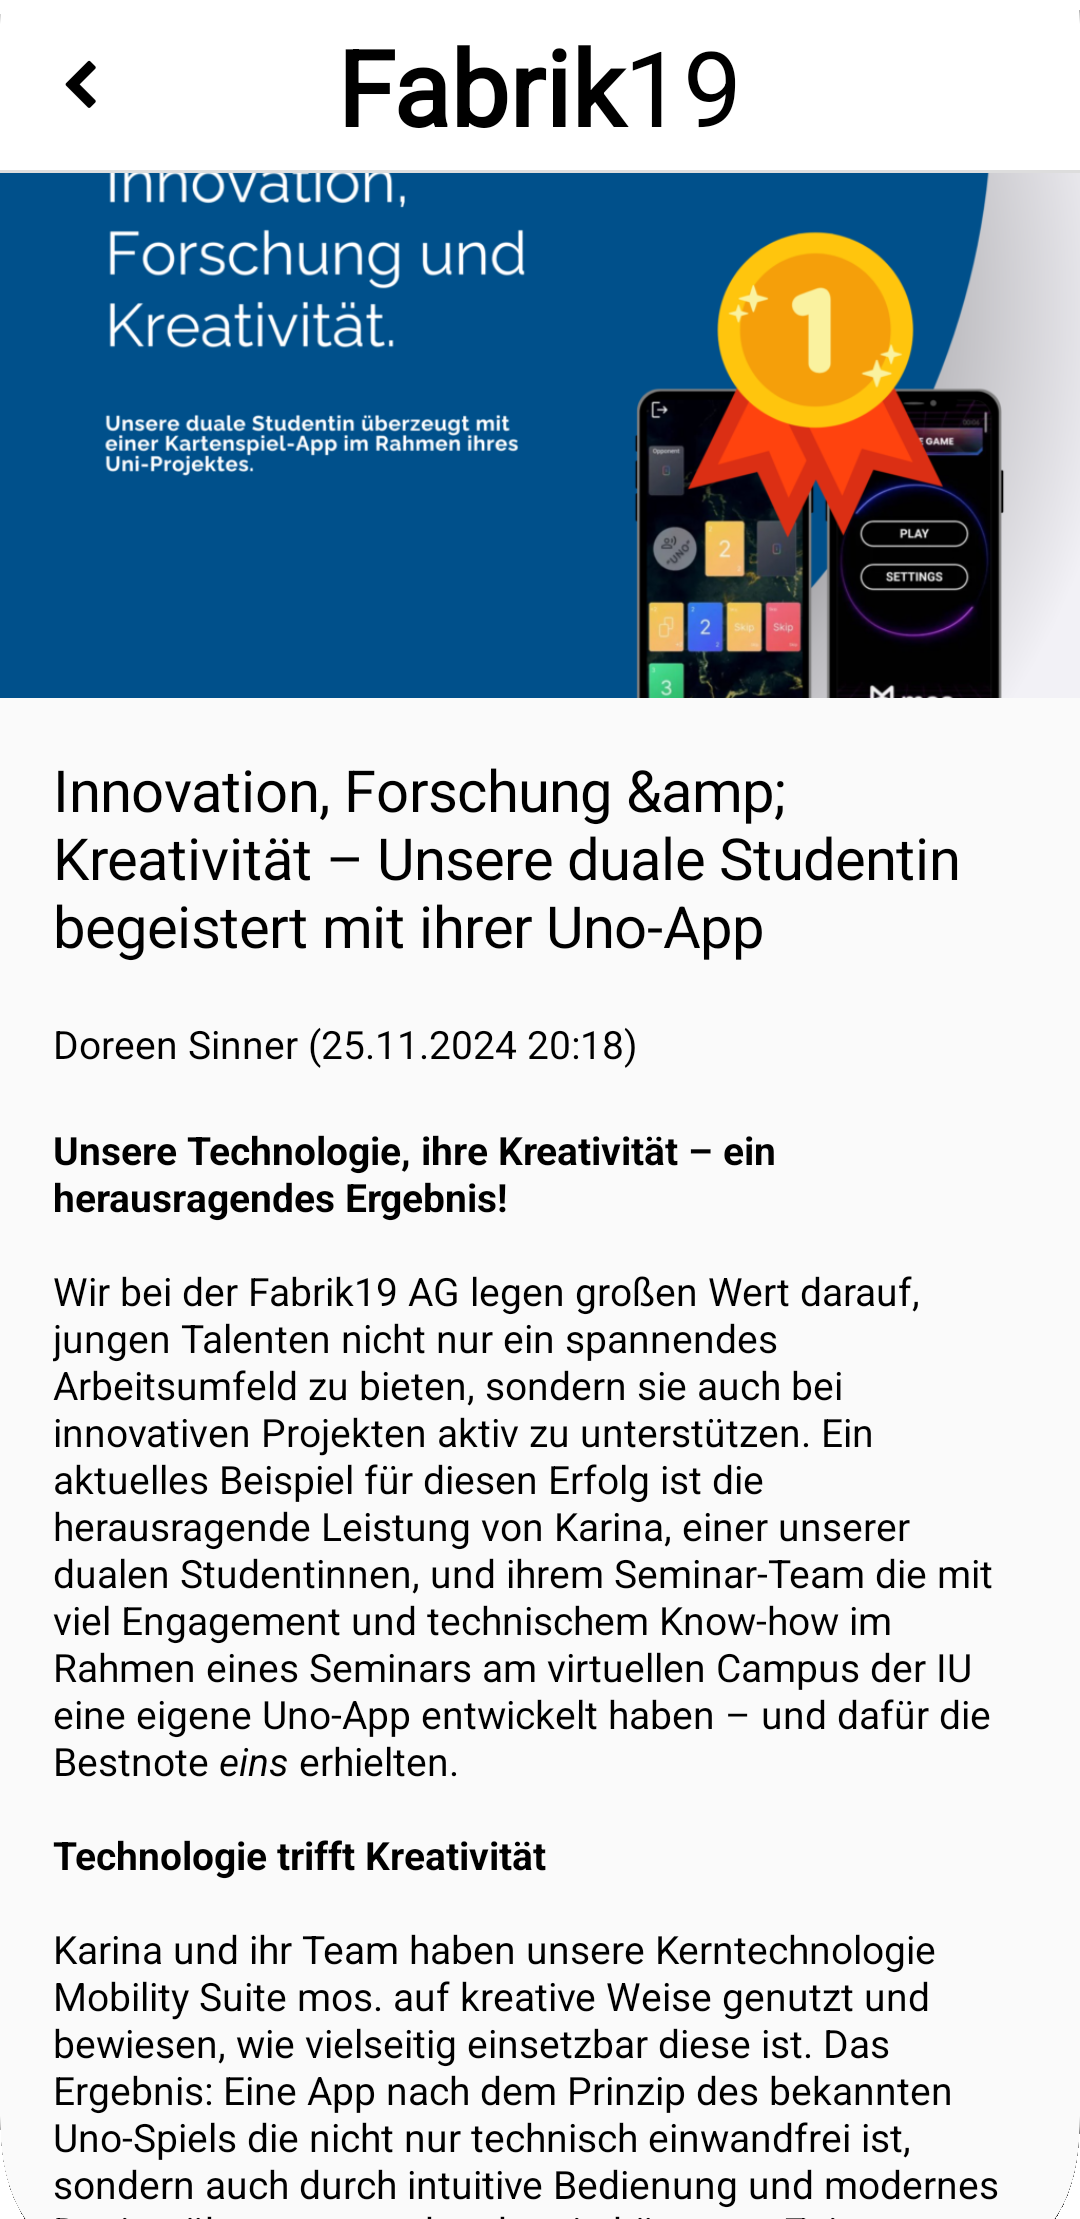 Fabrik19
Innovation,
Forschung und
Kreativität.
Unsere duale Studentin überzeugt mit
einer Kartenspiel-App im Rahmen ihres
Uni-Projektes.
1
Opponent
GAME
"UNO"
2
PLAY
SETTINGS
2
Skip
Skip
3
Innovation, Forschung &amp;amp;
Kreativität – Unsere duale Studentin
begeistert mit ihrer Uno-App
Doreen Sinner (25.11.2024 20:18)
Unsere Technologie, ihre Kreativität – ein
herausragendes Ergebnis!
Wir bei der Fabrik19 AG legen großen Wert darauf,
jungen Talenten nicht nur ein spannendes
Arbeitsumfeld zu bieten, sondern sie auch bei
innovativen Projekten aktiv zu unterstützen. Ein
aktuelles Beispiel für diesen Erfolg ist die
herausragende Leistung von Karina, einer unserer
dualen Studentinnen, und ihrem Seminar-Team die mit
viel Engagement und technischem Know-how im
Rahmen eines Seminars am virtuellen Campus der IU
eine eigene Uno-App entwickelt haben – und dafür die
Bestnote eins erhielten.
Technologie trifft Kreativität
Karina und ihr Team haben unsere Kerntechnologie
Mobility Suite mos. auf kreative Weise genutzt und
bewiesen, wie vielseitig einsetzbar diese ist. Das
Ergebnis: Eine App nach dem Prinzip des bekannten
Uno-Spiels die nicht nur technisch einwandfrei ist,
sondern auch durch intuitive Bedienung und modernes